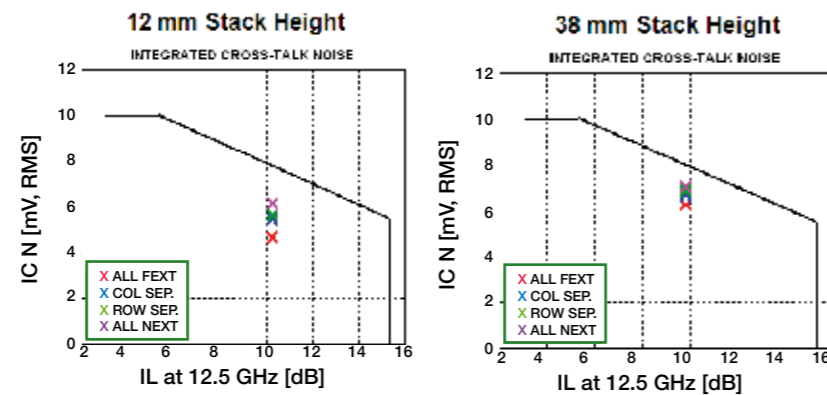 12 mm Stack Height
INTEGRATED CROSS-TALK NOISE
12
10
8
6
4
2
0
IC N [mV, RMS]
X ALL FEXT
X COL SEP.
X ROW SEP.
X ALL NEXT
2 4 6 8 10 12 14 16
IL at 12.5 GHz [dB]
38 mm Stack Height
INTEGRATED CROSS-TALK NOISE
12
10
8
6
4
2
0
IC N [mV, RMS]
X ALL FEXT
X COL SEP.
X ROW SEP.
X ALL NEXT
2 4 6 8 10 12 14 16
IL at 12.5 GHz [dB]